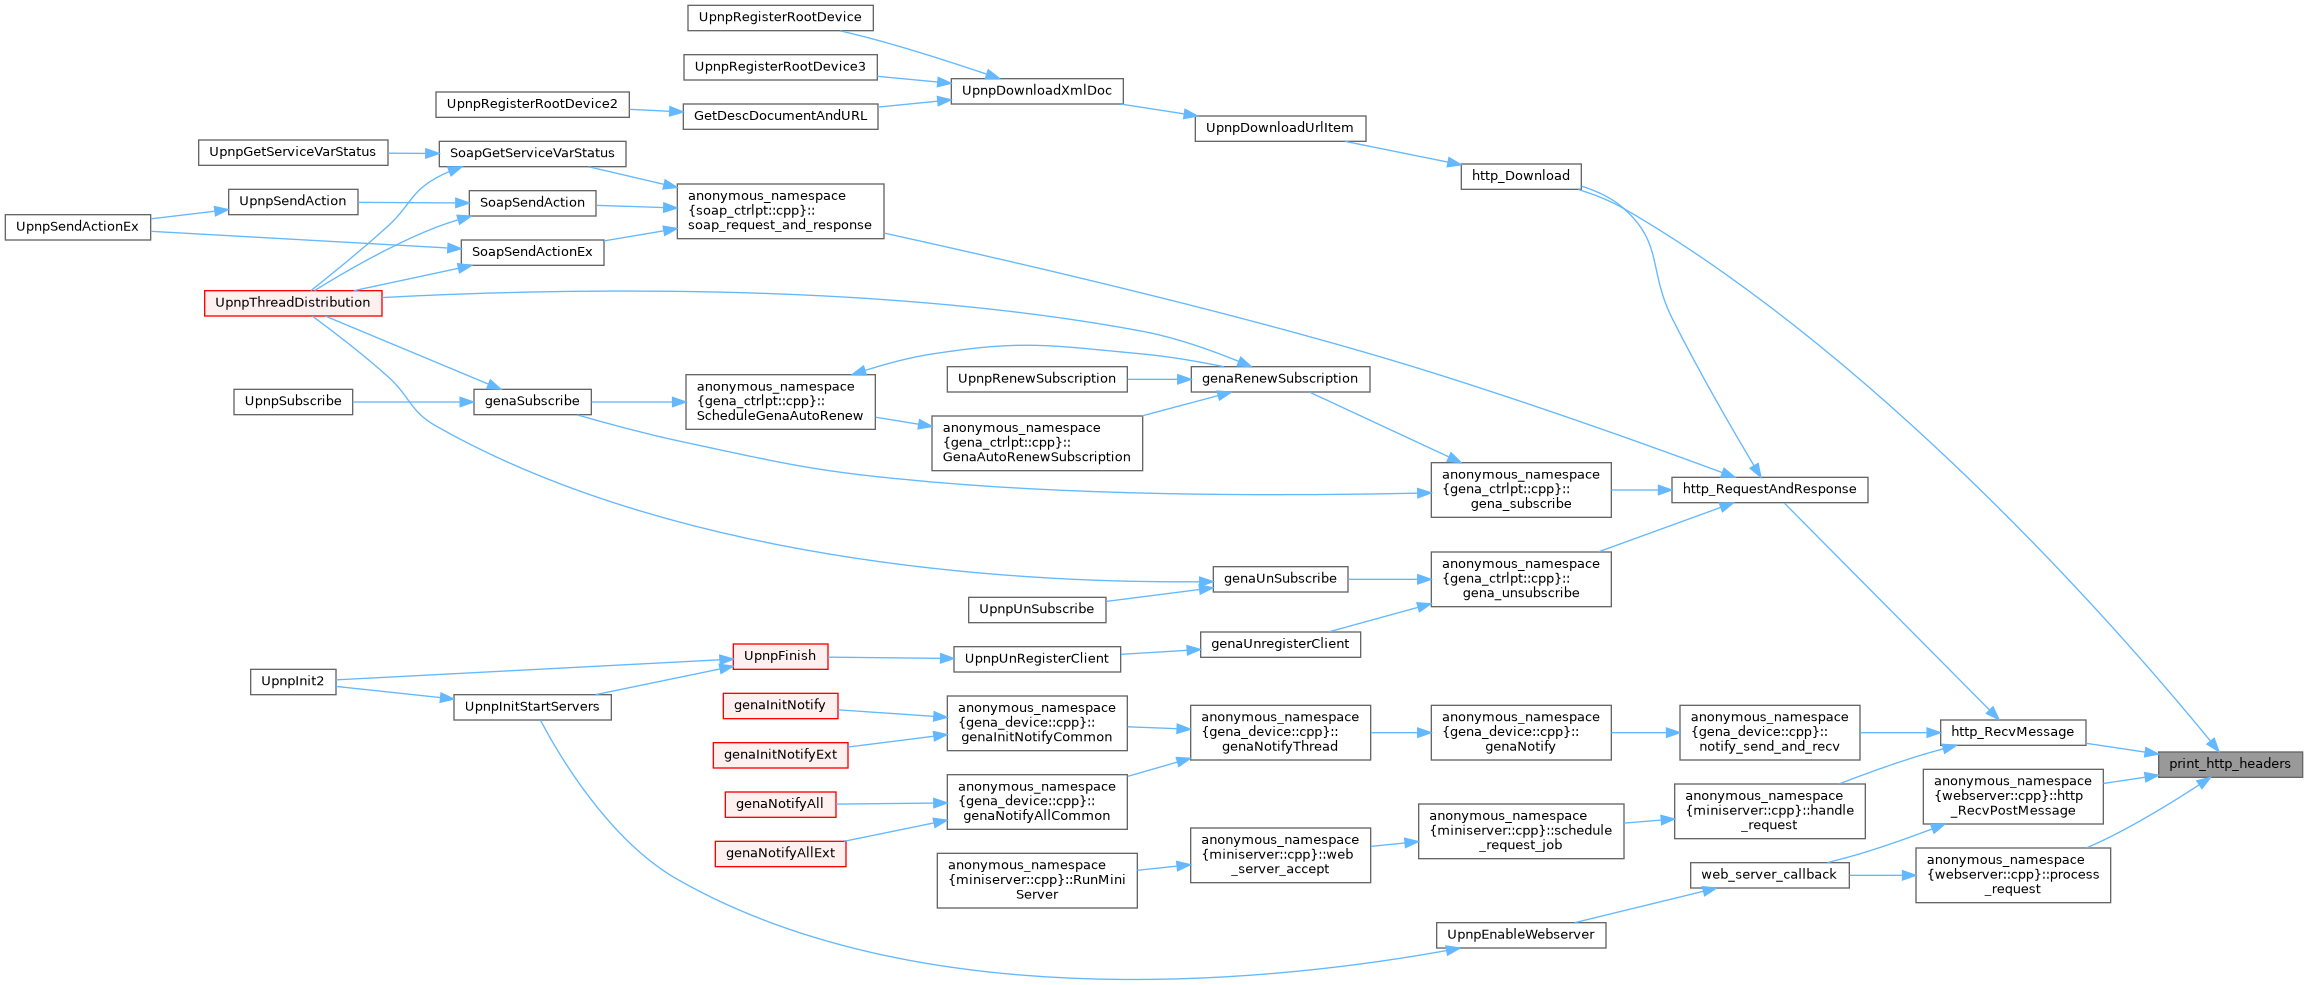 UpnpRegisterRootDevice
UpnpRegisterRootDevice3
UpnpDownloadXmlDoc
UpnpRegisterRootDevice2
GetDescDocumentAndURL
UpnpDownloadUrlItem
UpnpGetServiceVarStatus
SoapGetServiceVarStatus
http_Download
UpnpSendAction
SoapSendAction
anonymous_namespace
{soap_ctrlpt::cpp}::
soap_request_and_response
UpnpSendActionEx
SoapSendActionEx
UpnpThreadDistribution
UpnpSubscribe
genaSubscribe
anonymous_namespace
{gena_ctrlpt::cpp}::
ScheduleGenaAutoRenew
UpnpRenewSubscription
genaRenewSubscription
anonymous_namespace
{gena_ctrlpt::cpp}::
GenaAutoRenewSubscription
anonymous_namespace
{gena_ctrlpt::cpp}::
gena_subscribe
http_RequestAndResponse
anonymous_namespace
{gena_ctrlpt::cpp}::
gena_unsubscribe
genaUnSubscribe
UpnpUnSubscribe
genaUnregisterClient
UpnpFinish
UpnpUnRegisterClient
UpnpInit2
UpnpInitStartServers
genaInitNotify
genaInitNotifyExt
anonymous_namespace
{gena_device::cpp}::
genaInitNotifyCommon
anonymous_namespace
{gena_device::cpp}::
genaNotifyThread
anonymous_namespace
{gena_device::cpp}::
genaNotify
anonymous_namespace
{gena_device::cpp}::
notify_send_and_recv
http_RecvMessage
print_http_headers
genaNotifyAll
genaNotifyAllExt
anonymous_namespace
{gena_device::cpp}::
genaNotifyAllCommon
anonymous_namespace
{miniserver::cpp}::RunMini
Server
anonymous_namespace
{miniserver::cpp}::web
_server_accept
anonymous_namespace
{miniserver::cpp}::schedule
_request_job
anonymous_namespace
{miniserver::cpp}::handle
_request
anonymous_namespace
{webserver::cpp}::http
_RecvPostMessage
web_server_callback
anonymous_namespace
{webserver::cpp}::process
_request
UpnpEnableWebserver